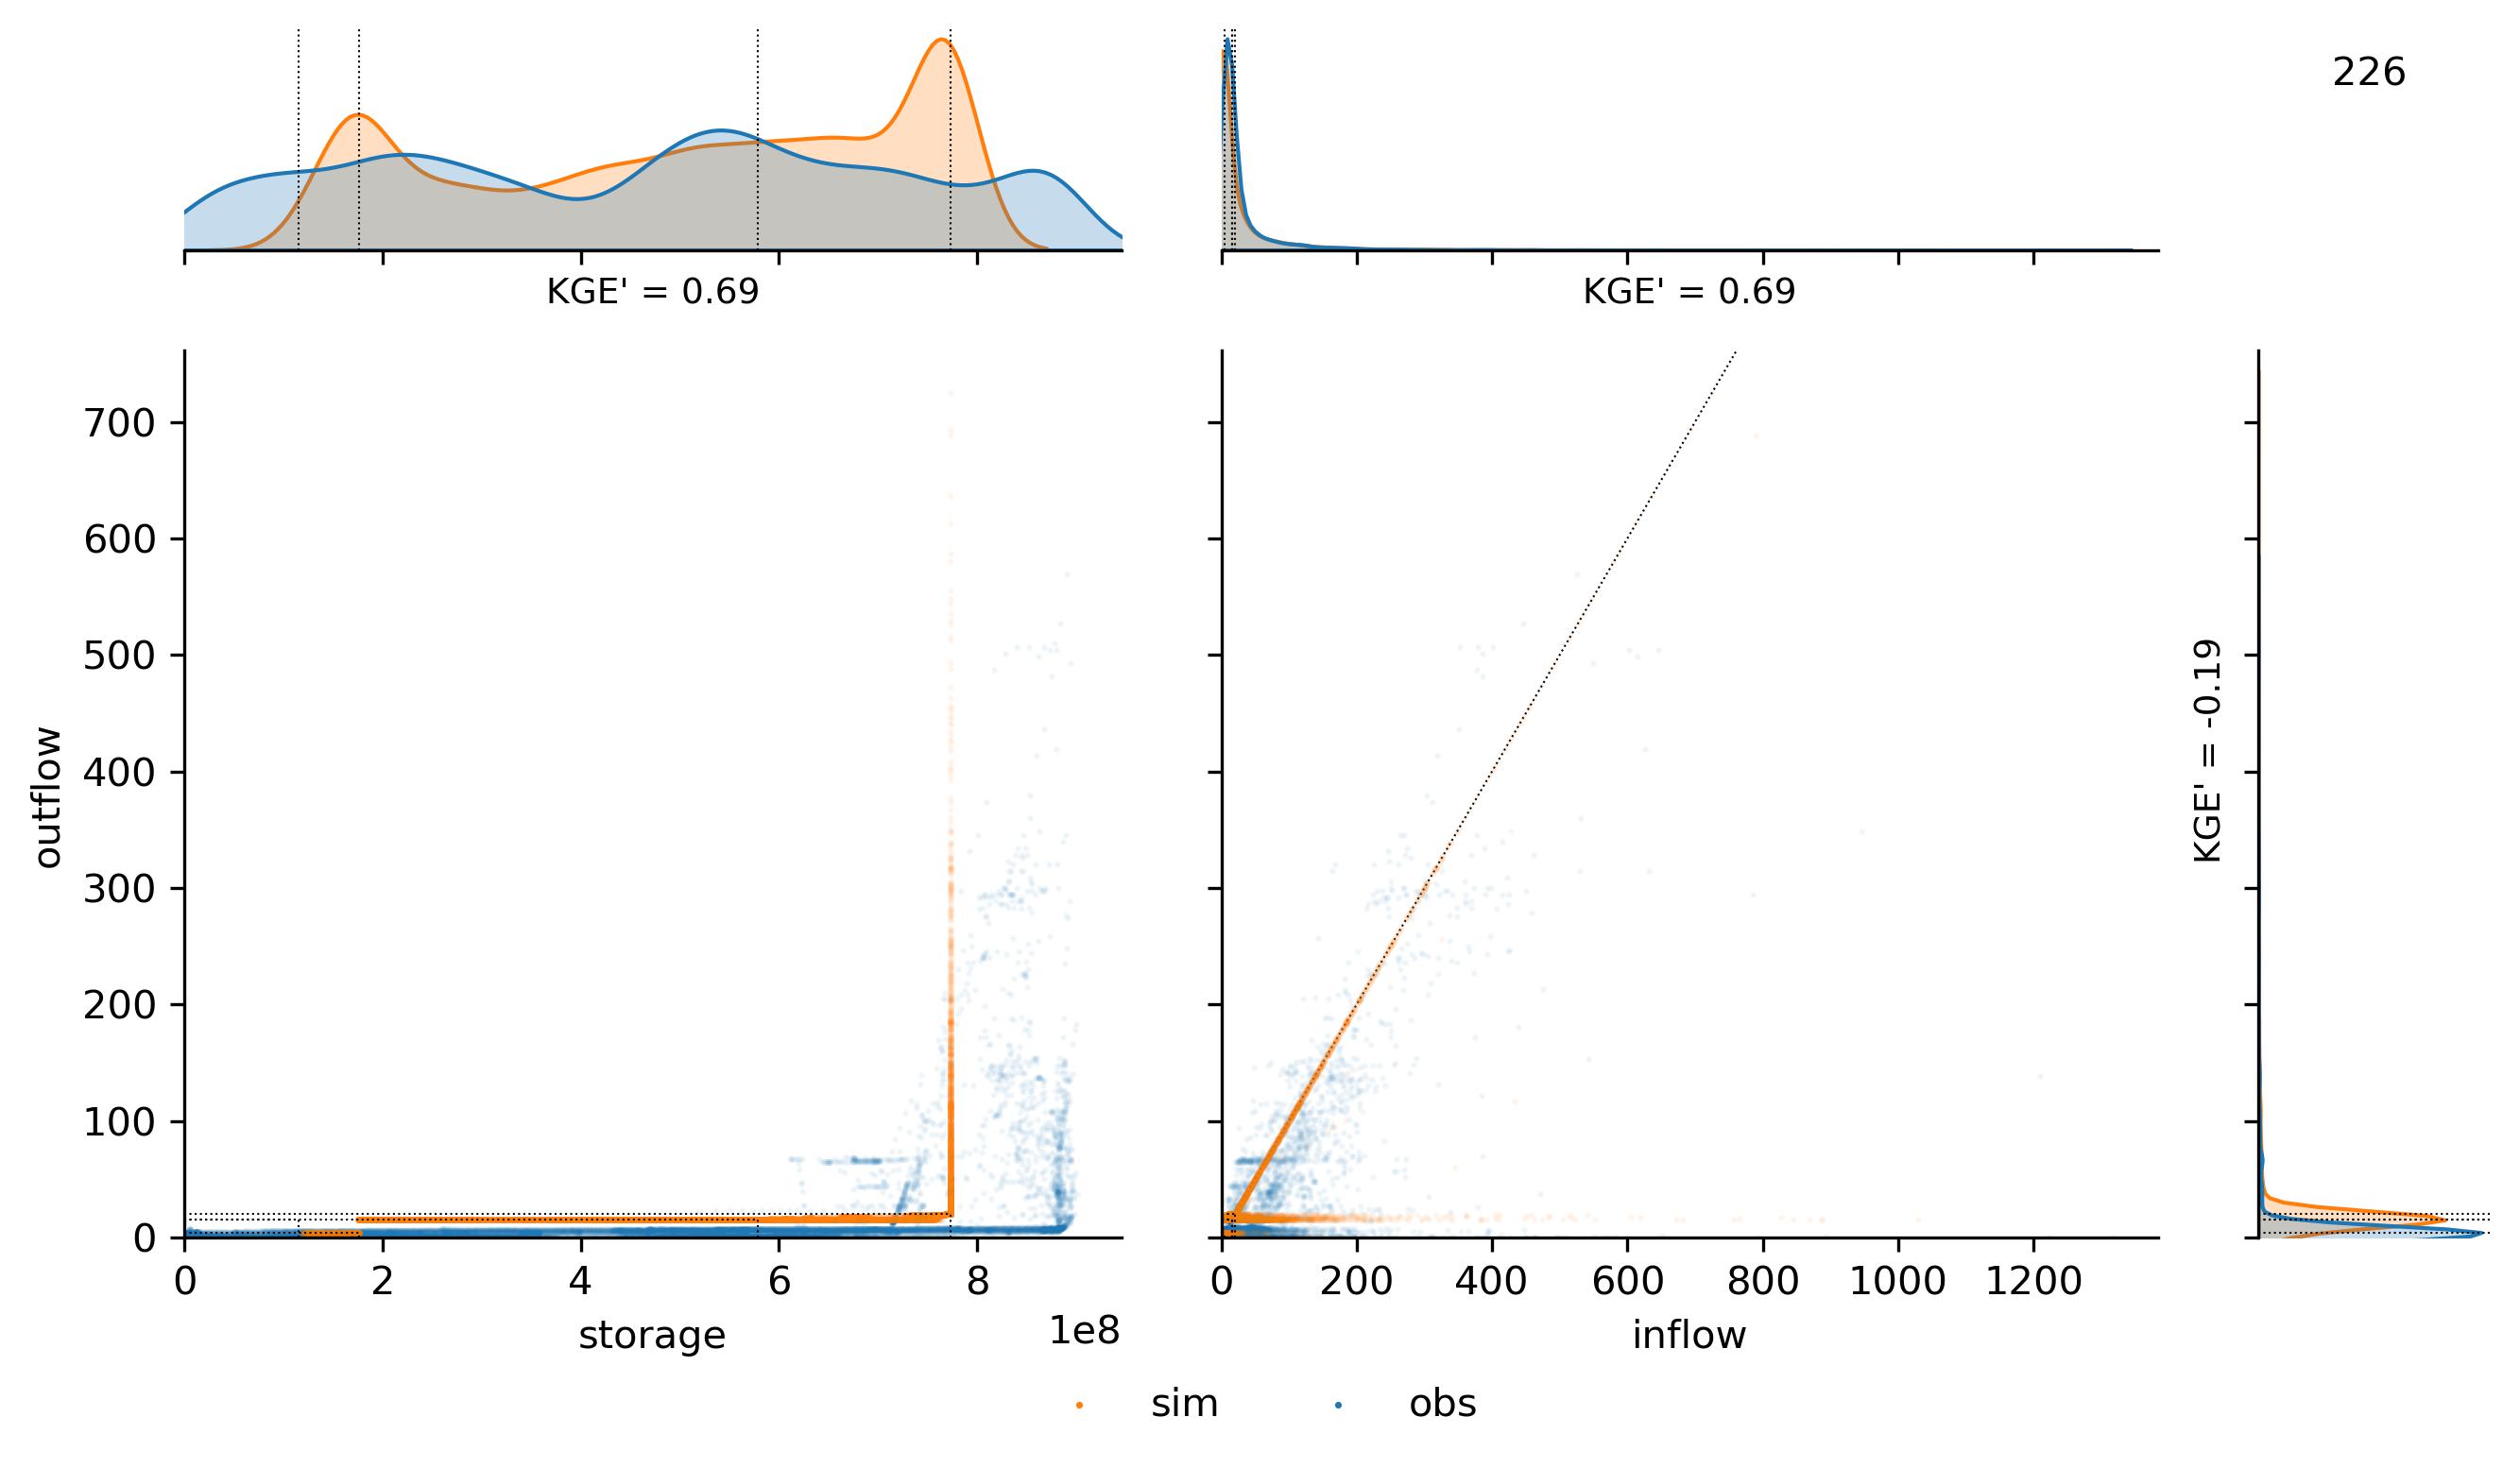 226
KGE' = 0.69
KGE' = 0.69
700
600
500
400
300
200
100
0
outflow
KGE' = -0.19
0 2 4 6 8
1e8
storage
0 200 400 600 800 1000 1200
inflow
sim obs